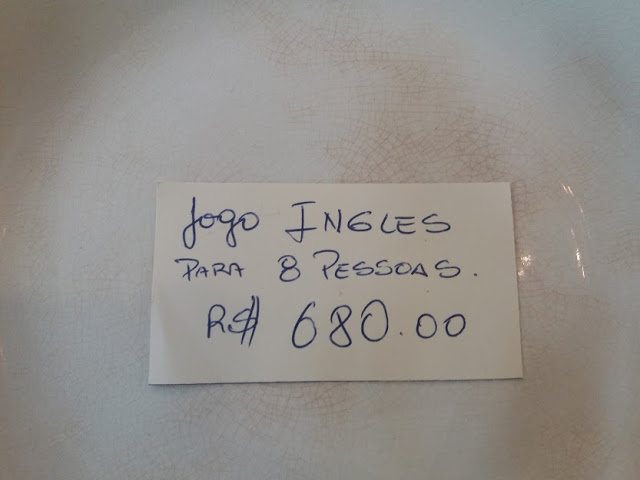 Jogo INGLES
PARA 8 PESSOAS.
R$ 680.00